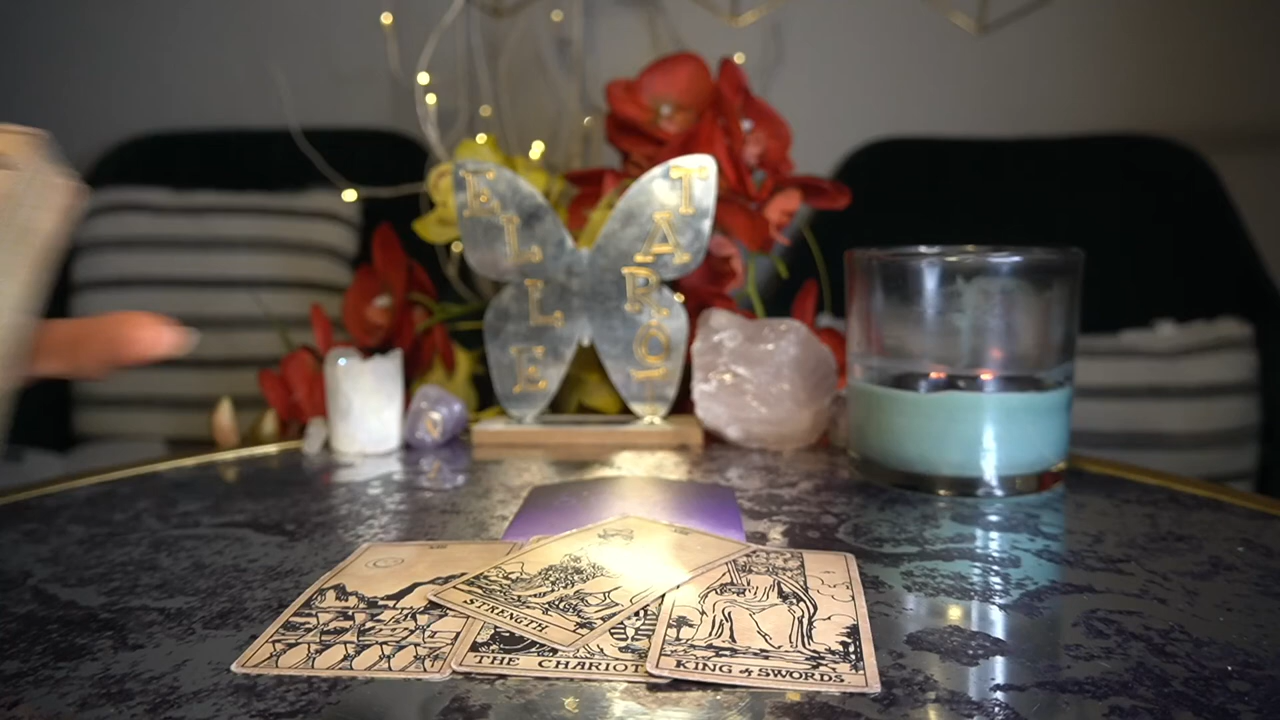 ELLE
TAROT
STRENGTH.
THE CHARIOT
KING of SWORDS.